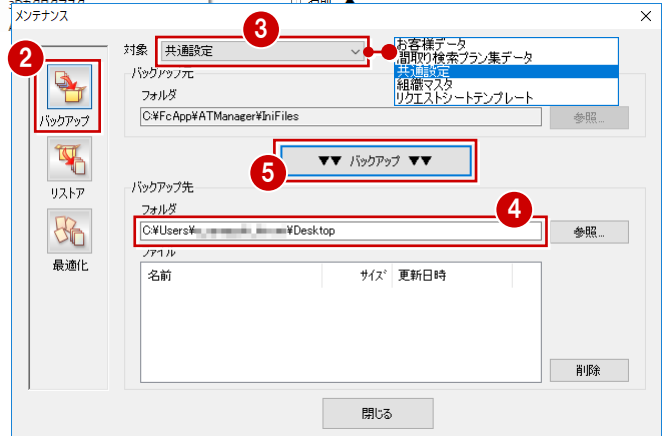 メンテナンス
2
バックアップ
リストア
最適化
対象
共通設定
3
お客様データ
間取り検索プラン集データ
共通設定
組織マスタ
リクエストシートテンプレート
バックアップ元
フォルダ
C:¥FcApp¥ATManager¥IniFiles
参照...
5
▼▼ バックアップ ▼▼
バックアップ先
フォルダ
4
C:¥Users¥ ¥Desktop
参照...
ファイル
名前 サイズ 更新日時
削除
閉じる